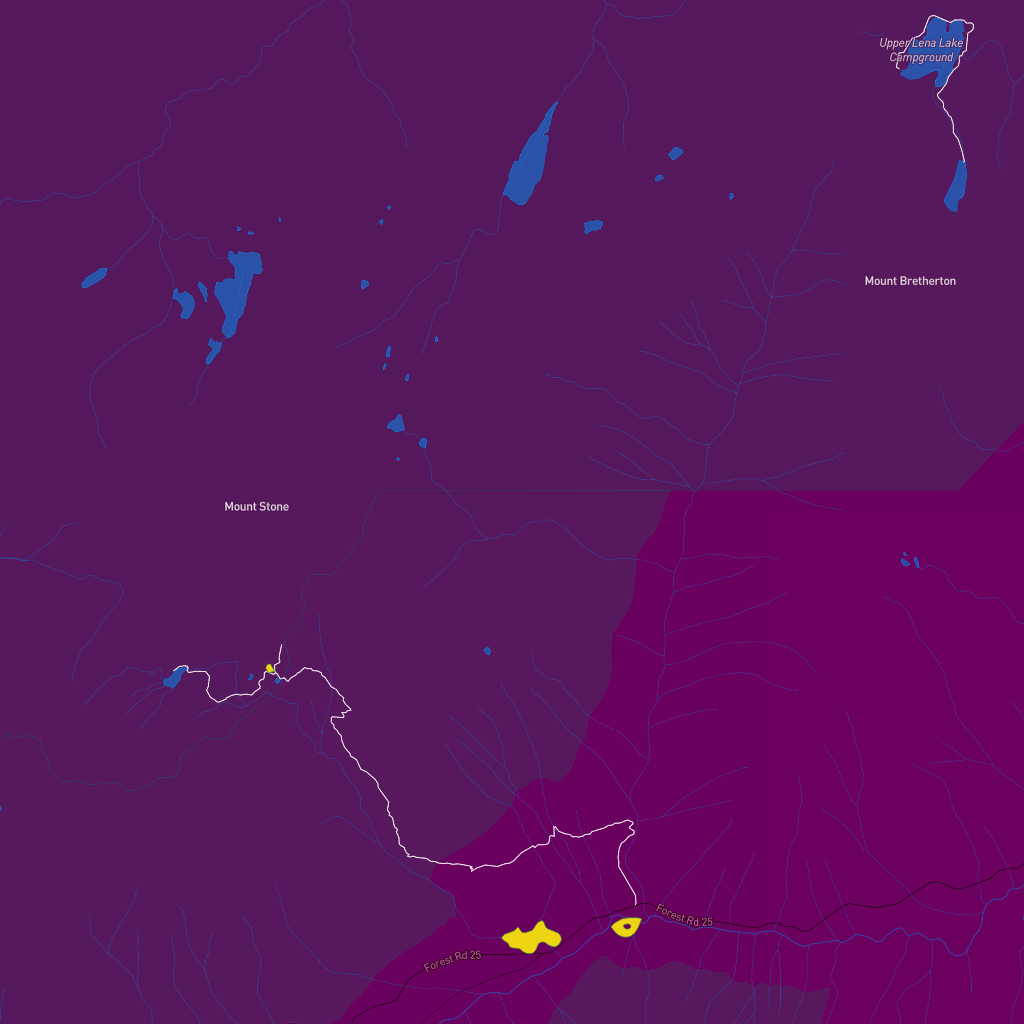 Upper Lena Lake
Campground
Mount Bretherton
Mount Stone
Forest Rd 25
Forest Rd 25